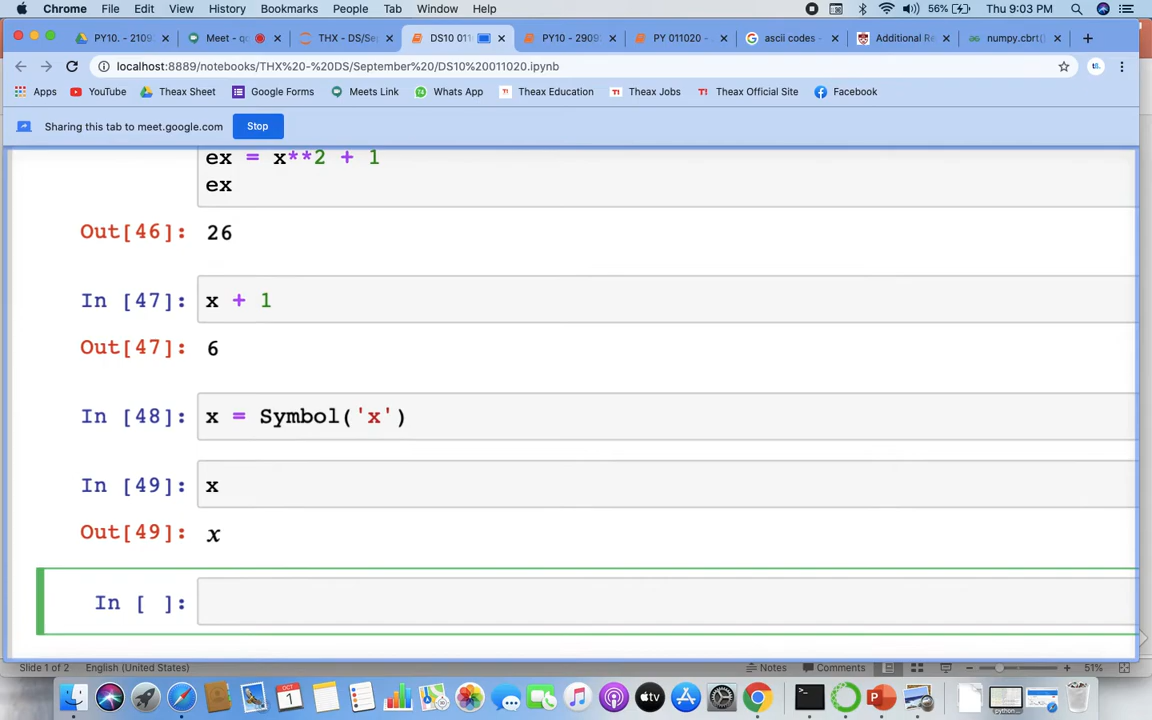 Chrome File Edit View History Bookmarks People Tab Window Help 56% Thu 9:03 PM
PY10. - 2109 Meet - qc THX - DS/Se DS10 011 PY10 - 2909 PY 011020 - ascii codes - Additional Re numpy.cbrt()
localhost:8889/notebooks/THX%20-%20DS/September%20/DS10%20011020.ipynb
Apps YouTube Theax Sheet Google Forms Meets Link Whats App Theax Education Theax Jobs Theax Official Site Facebook
Sharing this tab to meet.google.com Stop
ex = x**2 + 1
ex
Out[46]: 26
In [47]: x + 1
Out[47]: 6
In [48]: x = Symbol('x')
In [49]: x
Out[49]: x
In [ ]:
Slide 1 of 2 English (United States) Notes Comments 51%